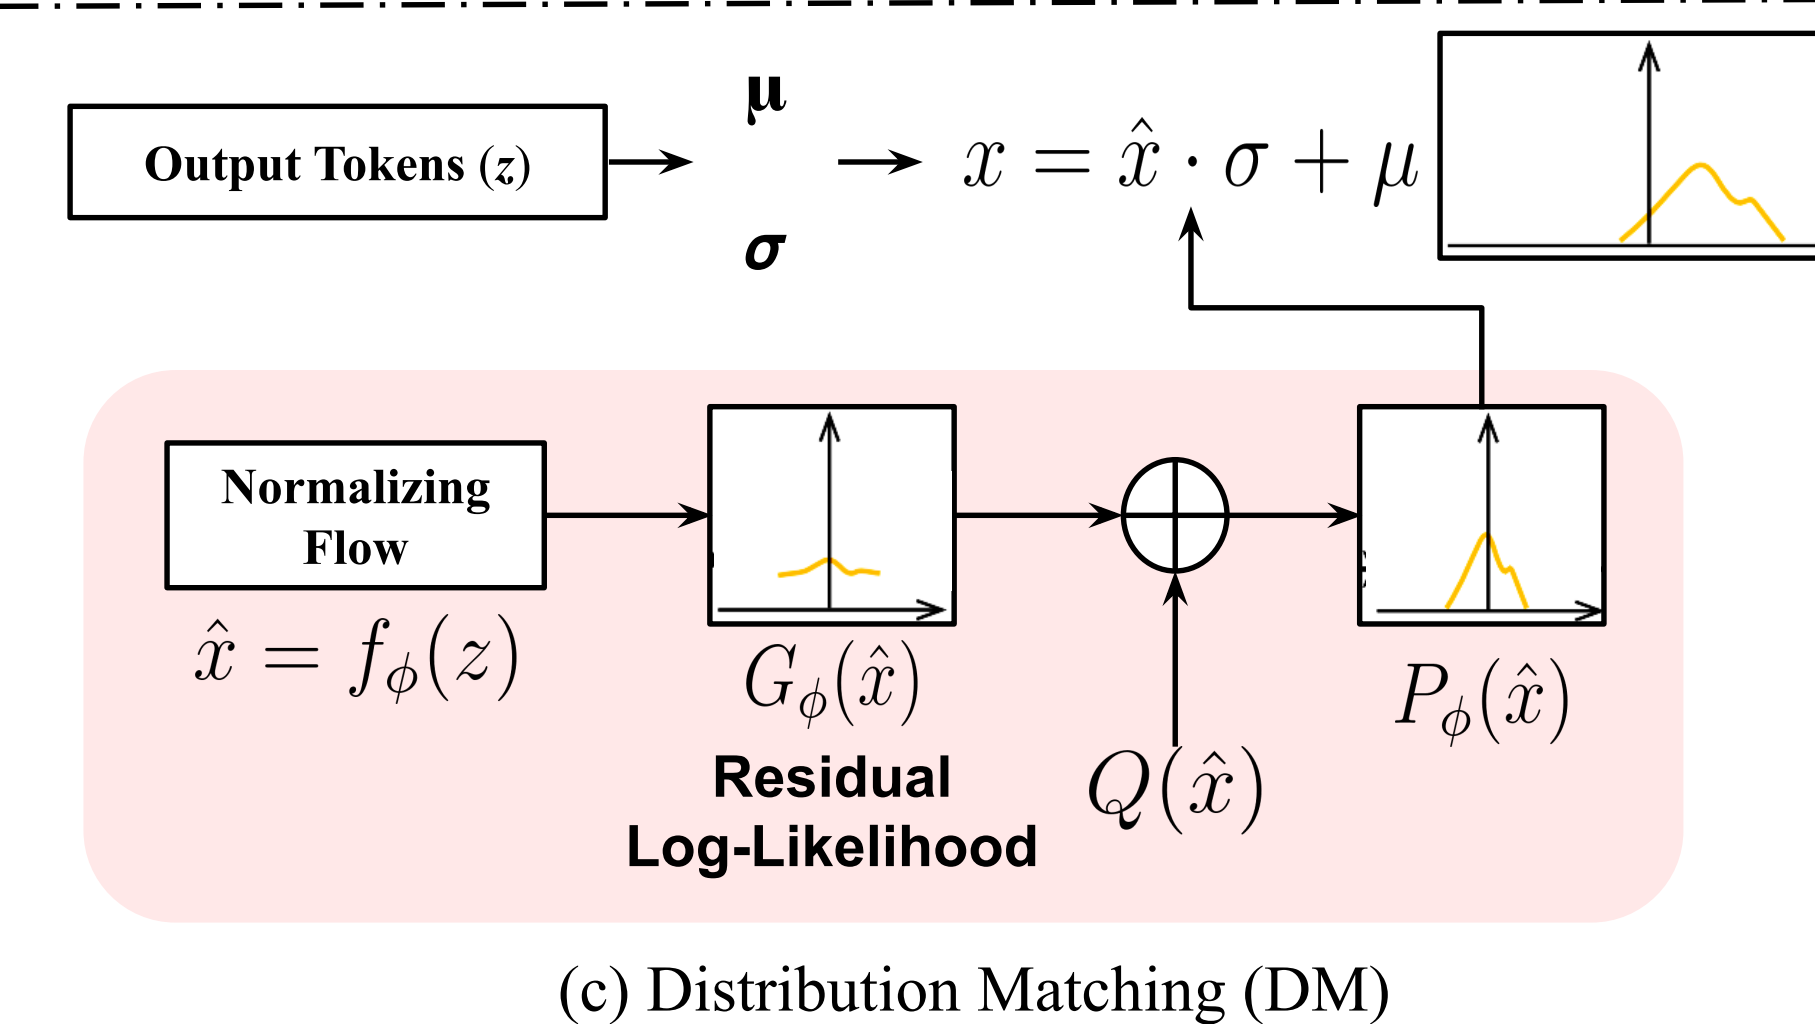 μ
Output Tokens (z)
x = x̂ · σ + μ
σ
Normalizing
Flow
x̂ = f_ϕ(z)
G_ϕ(x̂)
P_ϕ(x̂)
Residual
Log-Likelihood
Q(x̂)
(c) Distribution Matching (DM)